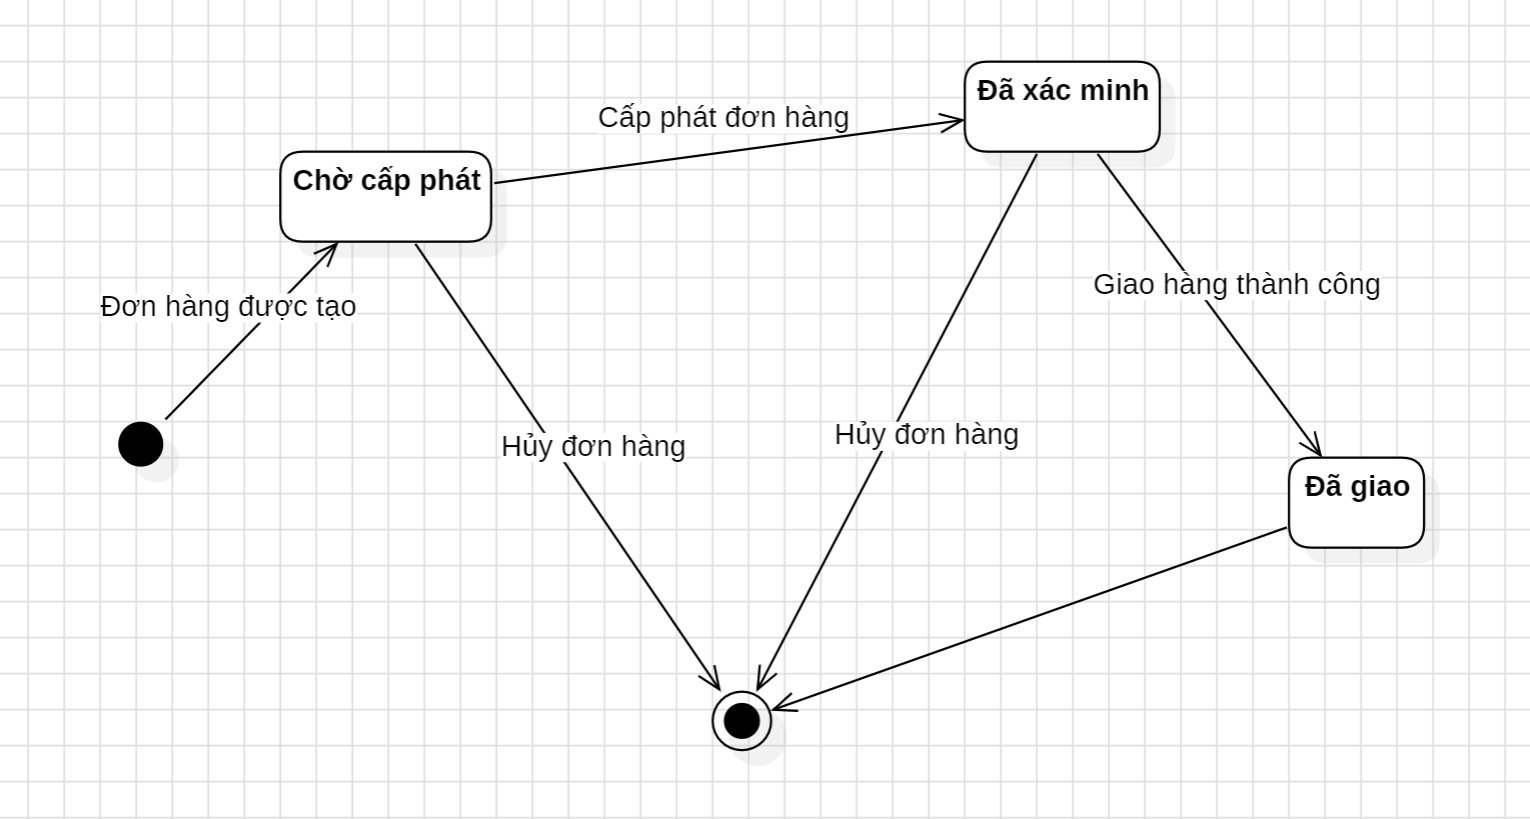 Đã xác minh
Cấp phát đơn hàng
Chờ cấp phát
Giao hàng thành công
Đơn hàng được tạo
Hủy đơn hàng
Hủy đơn hàng
Đã giao